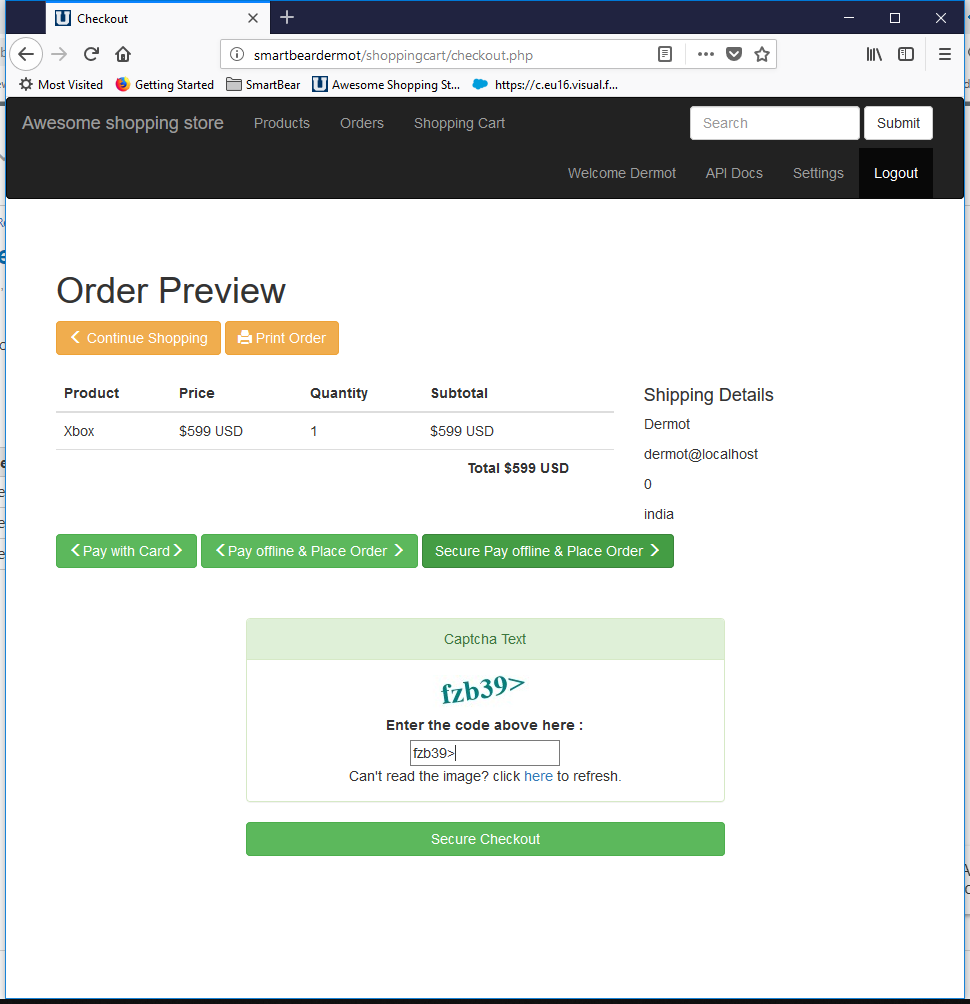 Checkout
smartbeardermot/shoppingcart/checkout.php
Most Visited Getting Started SmartBear Awesome Shopping St... https://c.eu16.visual.f...
Awesome shopping store Products Orders Shopping Cart Search Submit
Welcome Dermot API Docs Settings Logout
Order Preview
Continue Shopping Print Order
Product Price Quantity Subtotal
Xbox $599 USD 1 $599 USD
Total $599 USD
Shipping Details
Dermot
dermot@localhost
0
india
Pay with Card Pay offline & Place Order Secure Pay offline & Place Order
Captcha Text
fzb39>
Enter the code above here :
fzb39>
Can't read the image? click here to refresh.
Secure Checkout